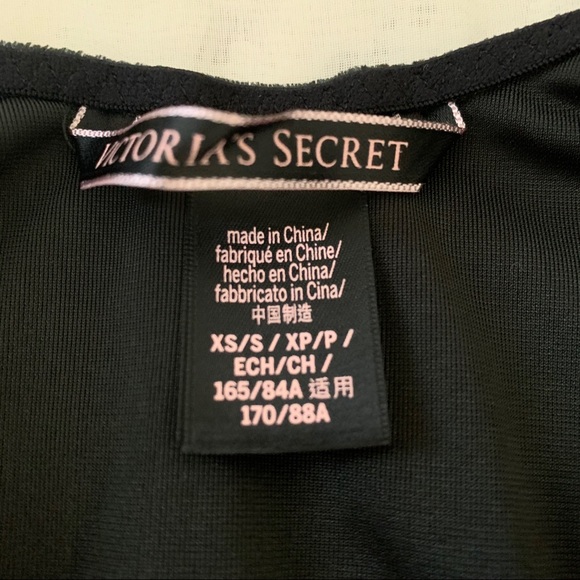 VICTORIA'S SECRET
made in China/
fabriqué en Chine/
hecho en China/
fabbricato in Cina/
中国制造
XS/S / XP/P /
ECH/CH /
165/84A 适用
170/88A